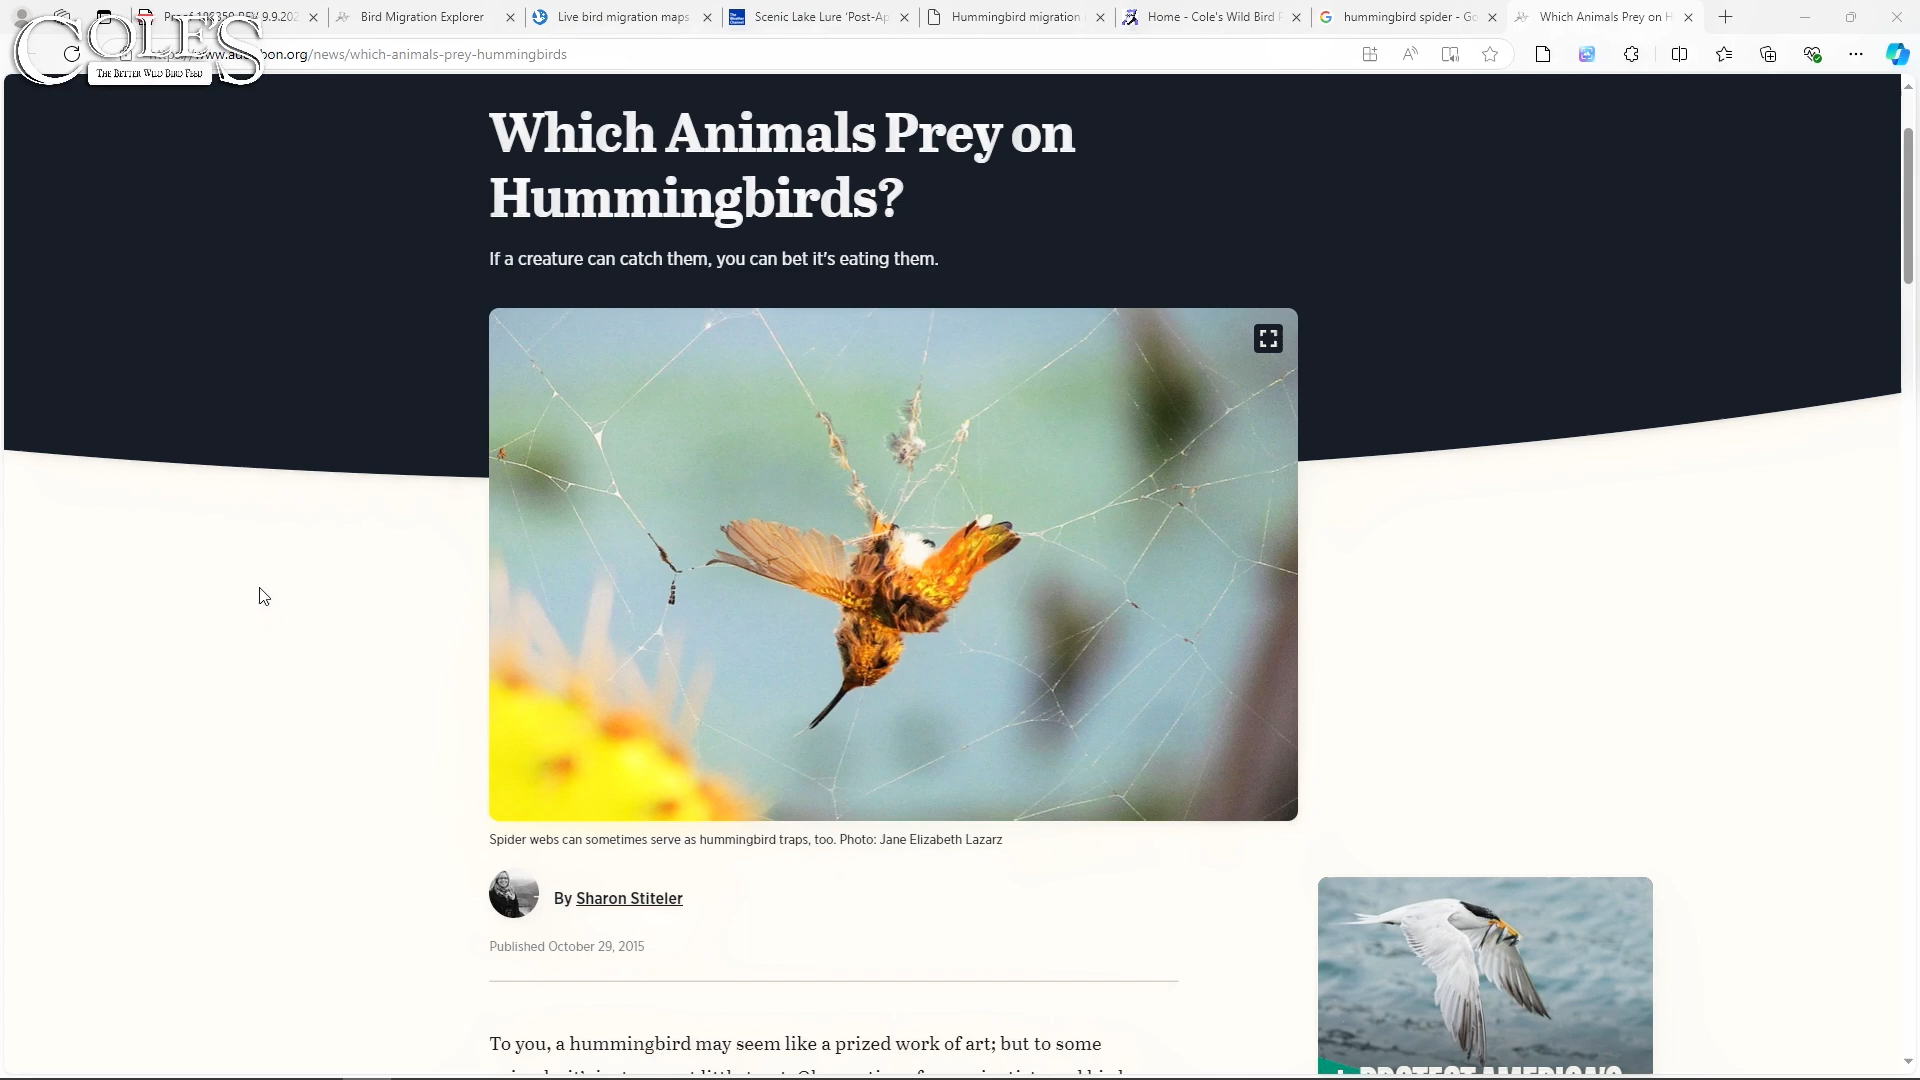 COLE'S
THE BETTER WILD BIRD FEED
Bird Migration Explorer
Live bird migration maps
Scenic Lake Lure 'Post-Ap
Hummingbird migration
Home - Cole's Wild Bird
hummingbird spider - Go
Which Animals Prey on H
bon.org/news/which-animals-prey-hummingbirds
Which Animals Prey on
Hummingbirds?
If a creature can catch them, you can bet it's eating them.
Spider webs can sometimes serve as hummingbird traps, too. Photo: Jane Elizabeth Lazarz
By Sharon Stiteler
Published October 29, 2015
To you, a hummingbird may seem like a prized work of art; but to some